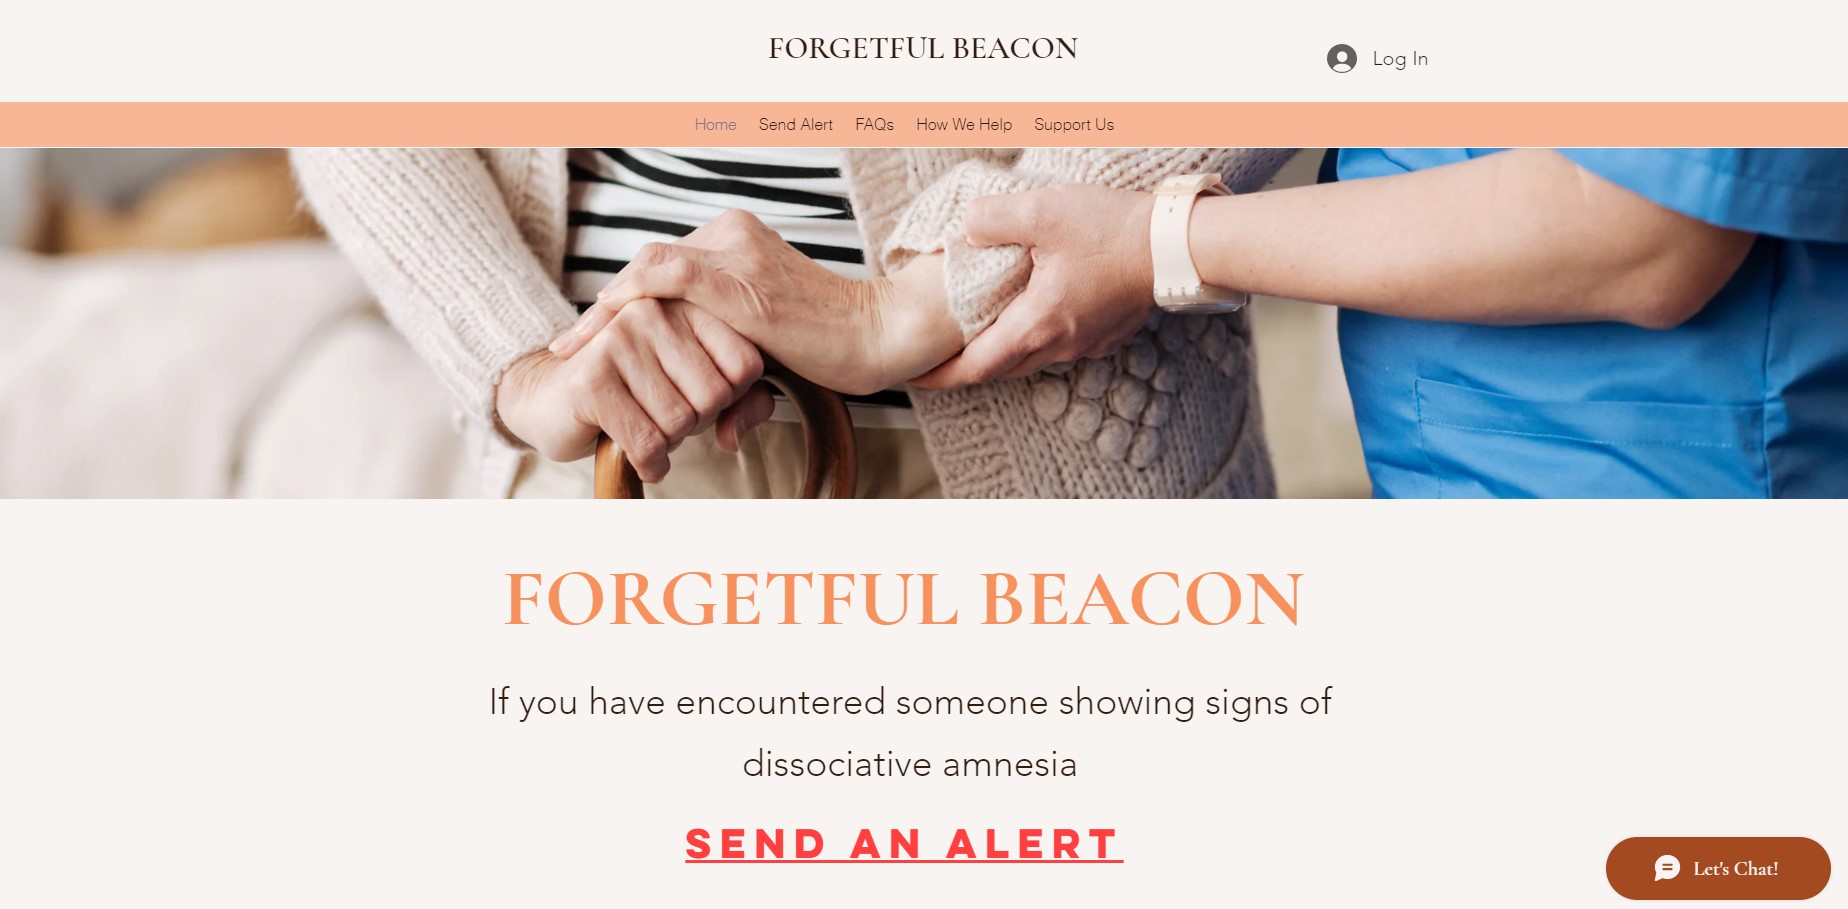 FORGETFUL BEACON
Log In
Home Send Alert FAQs How We Help Support Us
FORGETFUL BEACON
If you have encountered someone showing signs of
dissociative amnesia
SEND AN ALERT
Let's Chat!